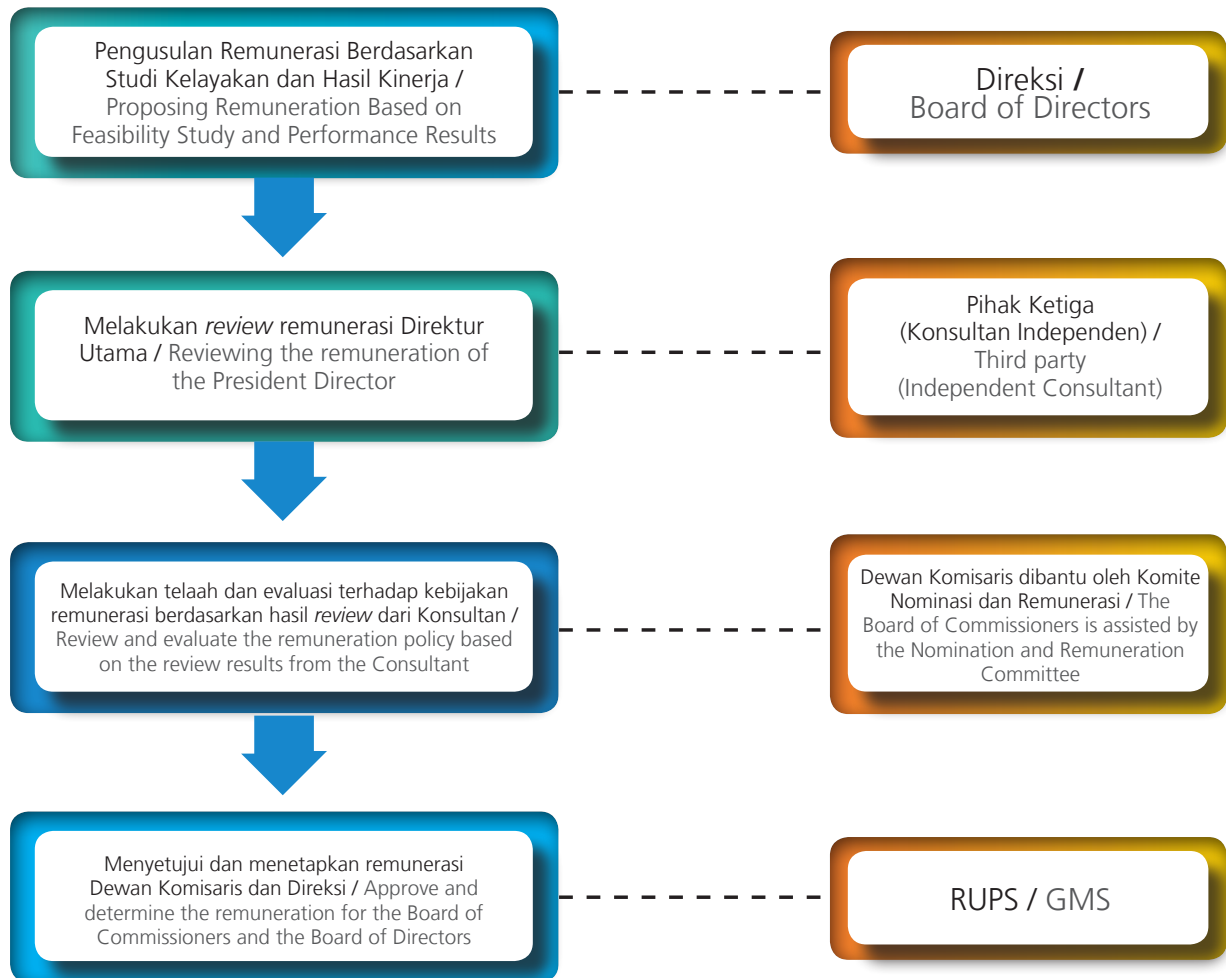 Pengusulan Remunerasi Berdasarkan
Studi Kelayakan dan Hasil Kinerja /
Proposing Remuneration Based on
Feasibility Study and Performance Results
Direksi /
Board of Directors
Melakukan review remunerasi Direktur
Utama / Reviewing the remuneration of
the President Director
Pihak Ketiga
(Konsultan Independen) /
Third party
(Independent Consultant)
Melakukan telaah dan evaluasi terhadap kebijakan
remunerasi berdasarkan hasil review dari Konsultan /
Review and evaluate the remuneration policy based
on the review results from the Consultant
Dewan Komisaris dibantu oleh Komite
Nominasi dan Remunerasi / The
Board of Commissioners is assisted by
the Nomination and Remuneration
Committee
Menyetujui dan menetapkan remunerasi
Dewan Komisaris dan Direksi / Approve and
determine the remuneration for the Board of
Commissioners and the Board of Directors
RUPS / GMS